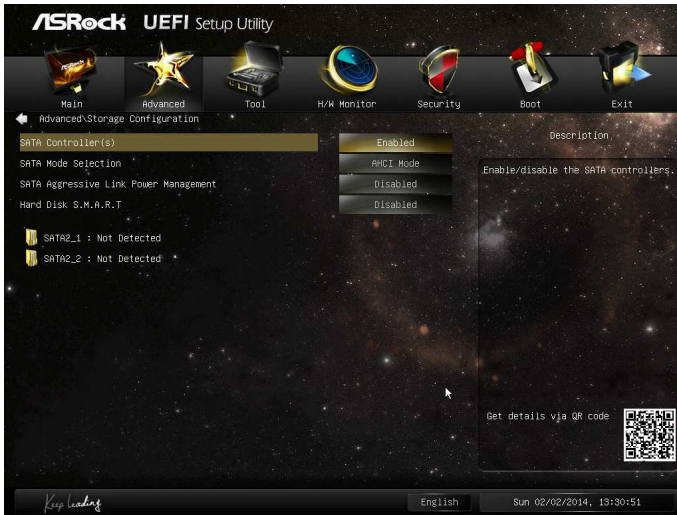 ASRock UEFI Setup Utility
ASRock
Main Advanced Tool H/W Monitor Security Boot Exit
Advanced\Storage Configuration
Description
SATA Controller(s) Enabled
SATA Mode Selection AHCI Mode
SATA Aggressive Link Power Management Disabled
Hard Disk S.M.A.R.T Disabled
SATA2_1 : Not Detected
SATA2_2 : Not Detected
Enable/disable the SATA controllers.
Get details via QR code
Keep Leading
English
Sun 02/02/2014, 13:30:51